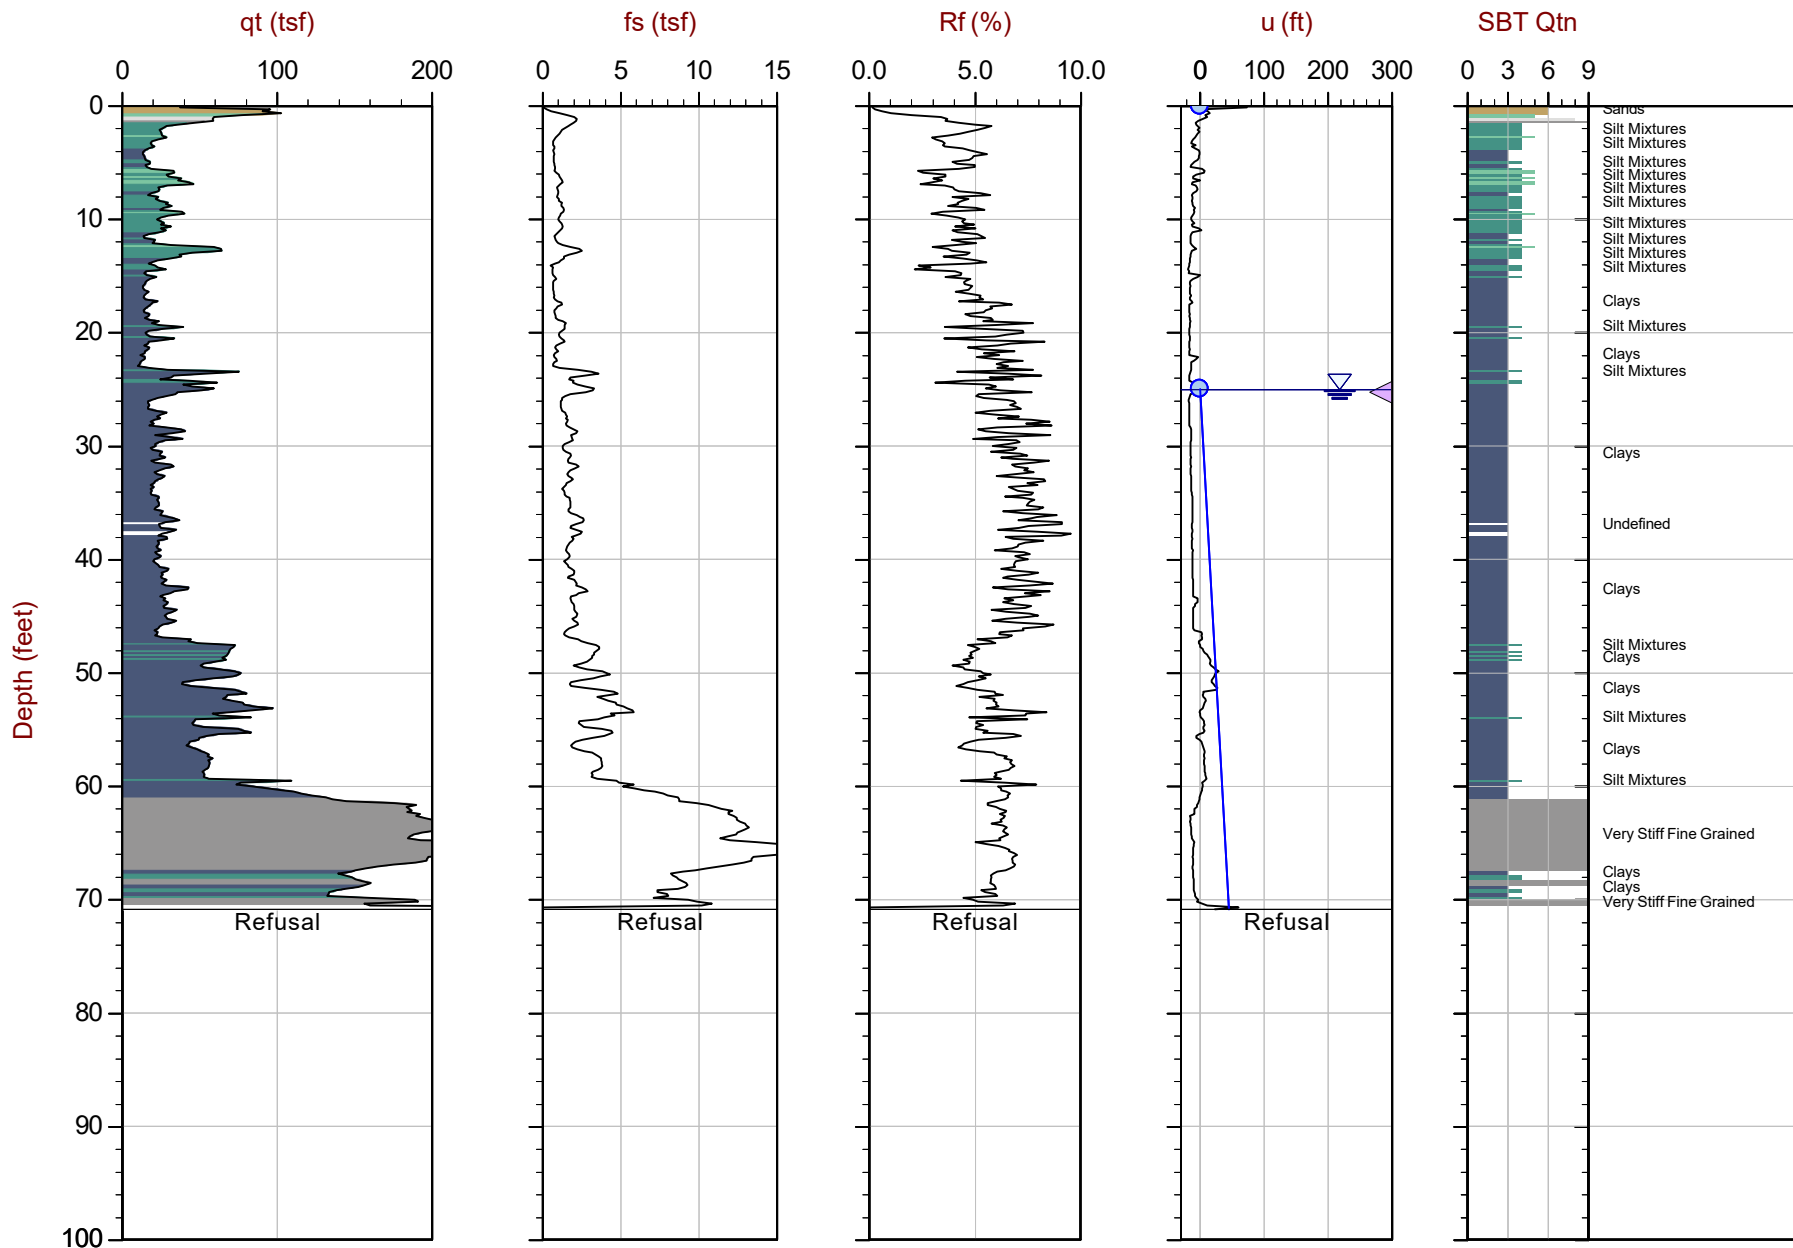 qt (tsf) fs (tsf) Rf (%) u (ft) SBT Qtn
0 100 200 0 5 10 15 0.0 5.0 10.0 0 100 200 300 0 3 6 9
0
Sands
Silt Mixtures
Silt Mixtures
Silt Mixtures
Silt Mixtures
Silt Mixtures
Silt Mixtures
10
Silt Mixtures
Silt Mixtures
Silt Mixtures
Silt Mixtures
Clays
Silt Mixtures
20
Clays
Silt Mixtures
30
Clays
Undefined
40
Clays
Silt Mixtures
Clays
50
Clays
Silt Mixtures
Clays
Silt Mixtures
60
Very Stiff Fine Grained
Clays
Clays
70
Very Stiff Fine Grained
Refusal Refusal Refusal Refusal
80
90
100
Depth (feet)